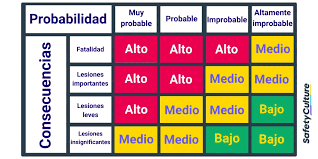 Probabilidad
Muy probable
Probable
Improbable
Altamente improbable
Consecuencias
Fatalidad
Alto
Alto
Alto
Medio
Lesiones importantes
Alto
Alto
Medio
Medio
Lesiones leves
Alto
Medio
Medio
Bajo
Lesiones insignificantes
Medio
Medio
Bajo
Bajo
SafetyCulture